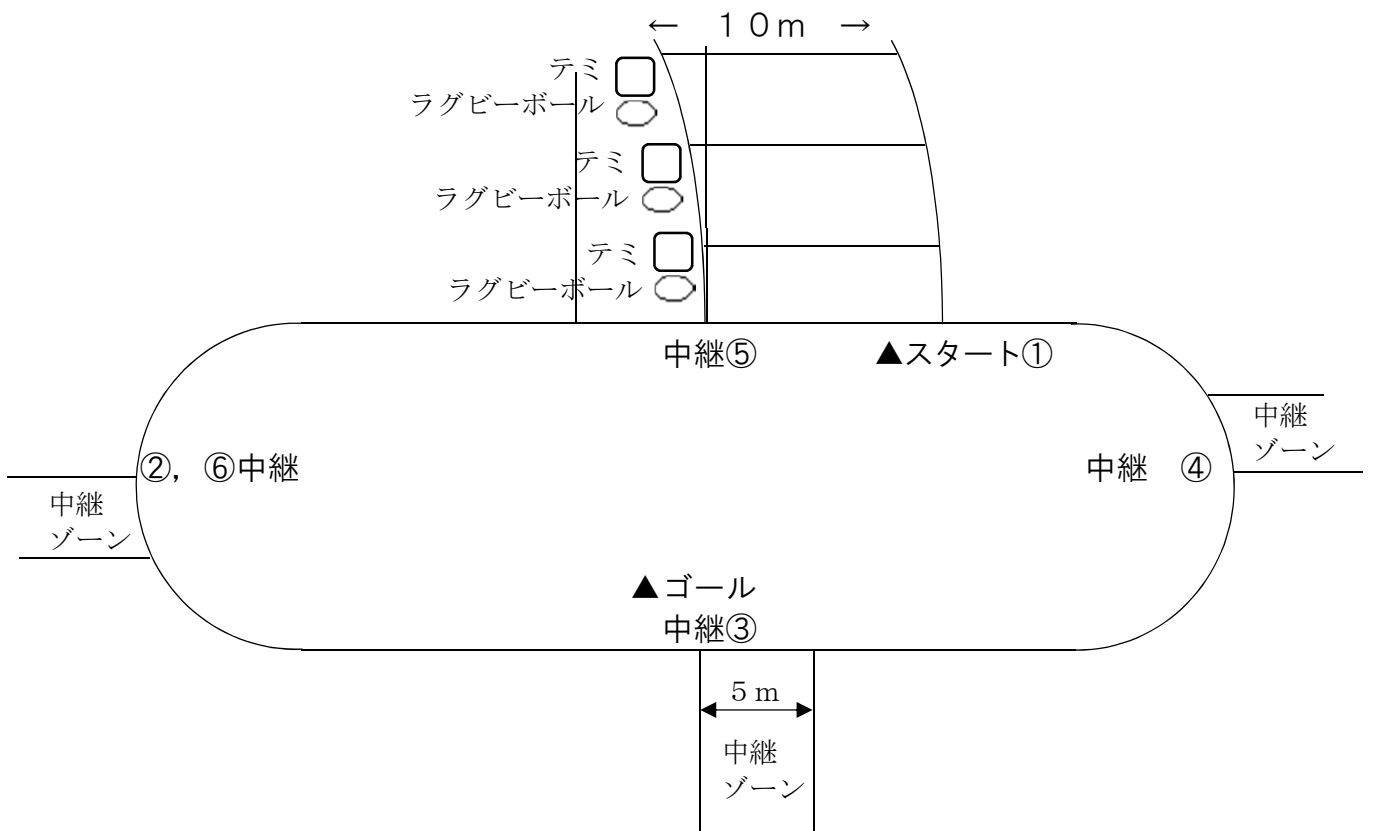 ← １０ｍ →
テミ
ラグビーボール
テミ
ラグビーボール
テミ
ラグビーボール
中継⑤
▲スタート①
中継
ゾーン
②，⑥中継
中継　④
中継
ゾーン
▲ゴール
中継③
５ｍ
中継
ゾーン